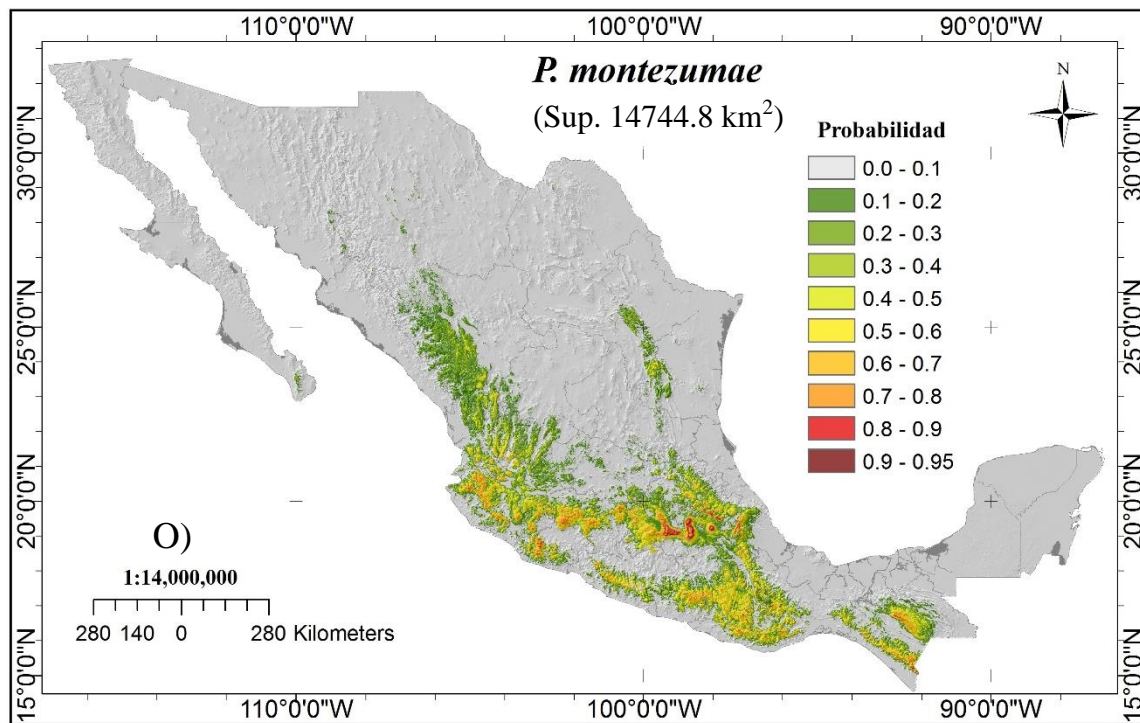 110°0'0"W 100°0'0"W 90°0'0"W
P. montezumae
(Sup. 14744.8 km²)
N
Probabilidad
0.0 - 0.1
0.1 - 0.2
0.2 - 0.3
0.3 - 0.4
0.4 - 0.5
0.5 - 0.6
0.6 - 0.7
0.7 - 0.8
0.8 - 0.9
0.9 - 0.95
30°0'0"N
25°0'0"N
20°0'0"N
15°0'0"N
30°0'0"N
25°0'0"N
20°0'0"N
15°0'0"N
O)
1:14,000,000
280 140 0 280 Kilometers
110°0'0"W 100°0'0"W 90°0'0"W